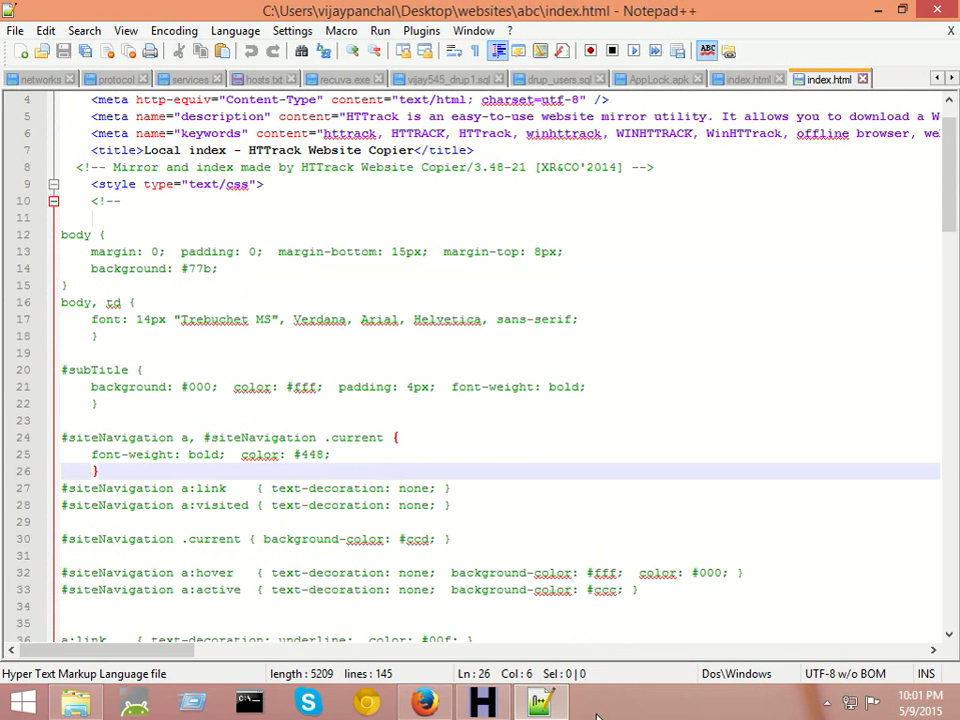 C:\Users\vijaypanchal\Desktop\websites\abc\index.html - Notepad++
File Edit Search View Encoding Language Settings Macro Run Plugins Window ? X
networks protocol services hosts.txt recuva.exe vijay545_drup1.sql drup_users.sql AppLock.apk index.html index.html
4 <meta http-equiv="Content-Type" content="text/html; charset=utf-8" />
5 <meta name="description" content="HTTrack is an easy-to-use website mirror utility. It allows you to download a W
6 <meta name="keywords" content="httrack, HTTRACK, HTTrack, winhttrack, WINHTTRACK, WinHTTrack, offline browser, we
7 <title>Local index - HTTrack Website Copier</title>
8 <!-- Mirror and index made by HTTrack Website Copier/3.48-21 [XR&CO'2014] -->
9 <style type="text/css">
10 <!--
11
12 body {
13 margin: 0; padding: 0; margin-bottom: 15px; margin-top: 8px;
14 background: #77b;
15 }
16 body, td {
17 font: 14px "Trebuchet MS", Verdana, Arial, Helvetica, sans-serif;
18 }
19
20 #subTitle {
21 background: #000; color: #fff; padding: 4px; font-weight: bold;
22 }
23
24 #siteNavigation a, #siteNavigation .current {
25 font-weight: bold; color: #448;
26 }
27 #siteNavigation a:link { text-decoration: none; }
28 #siteNavigation a:visited { text-decoration: none; }
29
30 #siteNavigation .current { background-color: #ccd; }
31
32 #siteNavigation a:hover { text-decoration: none; background-color: #fff; color: #000; }
33 #siteNavigation a:active { text-decoration: none; background-color: #ccc; }
34
35
36 a:link { text-decoration: underline; color: #00f; }
Hyper Text Markup Language file length : 5209 lines : 145 Ln : 26 Col : 6 Sel : 0 | 0 Dos\Windows UTF-8 w/o BOM INS
10:01 PM
5/9/2015